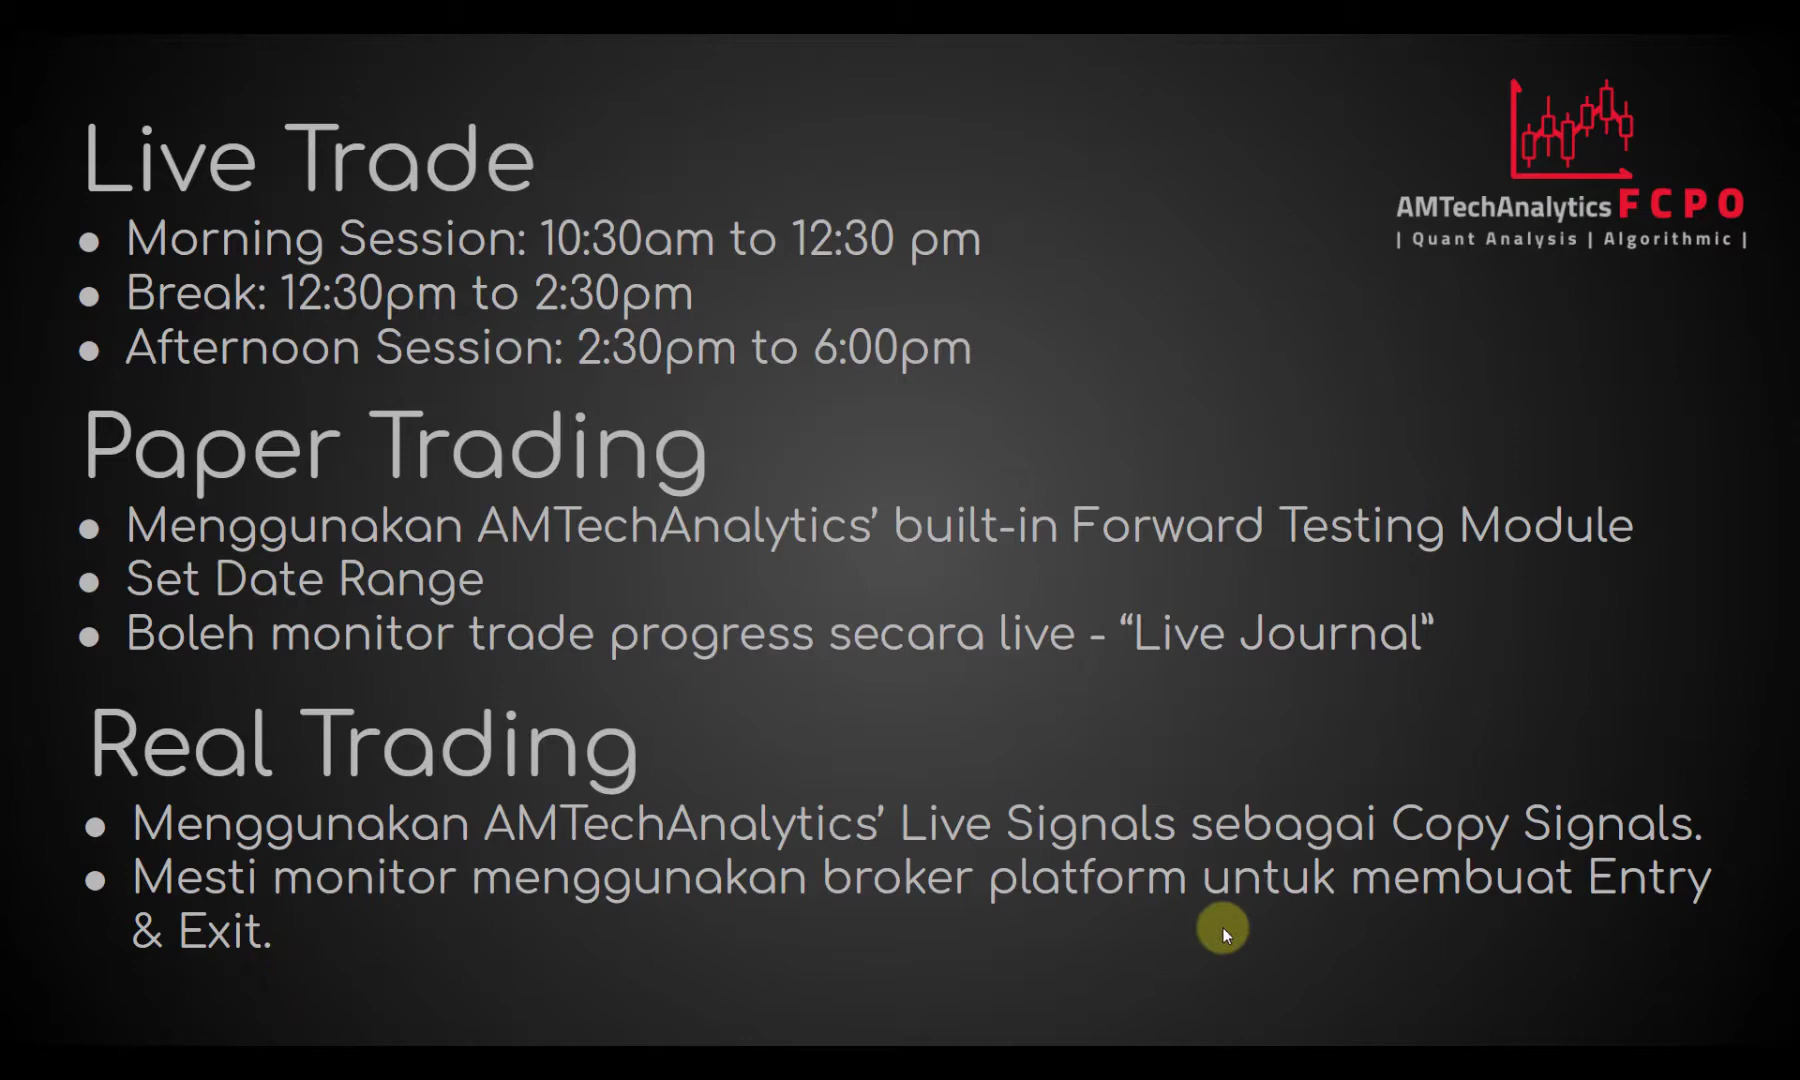 Live Trade
● Morning Session: 10:30am to 12:30 pm
● Break: 12:30pm to 2:30pm
● Afternoon Session: 2:30pm to 6:00pm
AMTechAnalytics FCPO
| Quant Analysis | Algorithmic |
Paper Trading
● Menggunakan AMTechAnalytics’ built-in Forward Testing Module
● Set Date Range
● Boleh monitor trade progress secara live - “Live Journal”
Real Trading
● Menggunakan AMTechAnalytics’ Live Signals sebagai Copy Signals.
● Mesti monitor menggunakan broker platform untuk membuat Entry
& Exit.